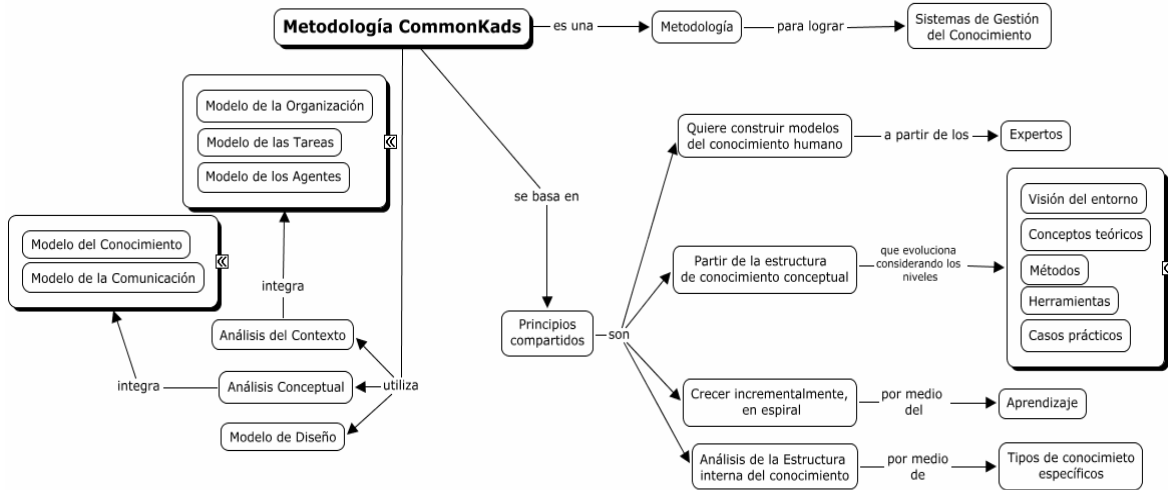 Metodología CommonKads
es una
Metodología
para lograr
Sistemas de Gestión
del Conocimiento
Modelo de la Organización
Modelo de las Tareas
Modelo de los Agentes
Modelo del Conocimiento
Modelo de la Comunicación
integra
Análisis del Contexto
integra
Análisis Conceptual
utiliza
Modelo de Diseño
se basa en
Principios
compartidos
son
Quiere construir modelos
del conocimiento humano
a partir de los
Expertos
Partir de la estructura
de conocimiento conceptual
que evoluciona
considerando los
niveles
Visión del entorno
Conceptos teóricos
Métodos
Herramientas
Casos prácticos
Crecer incrementalmente,
en espiral
por medio
del
Aprendizaje
Análisis de la Estructura
interna del conocimiento
por medio
de
Tipos de conocimieto
específicos